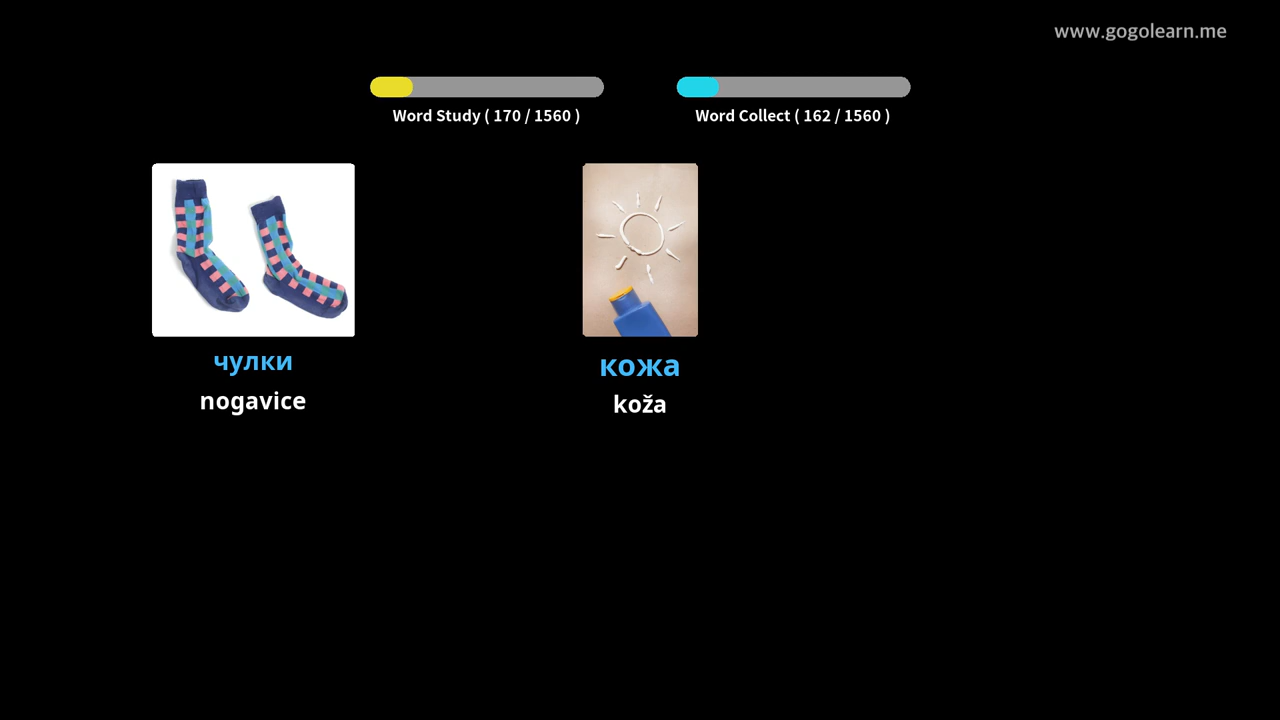 www.gogolearn.me
Word Study ( 170 / 1560 )
Word Collect ( 162 / 1560 )
чулки
nogavice
кожа
koža